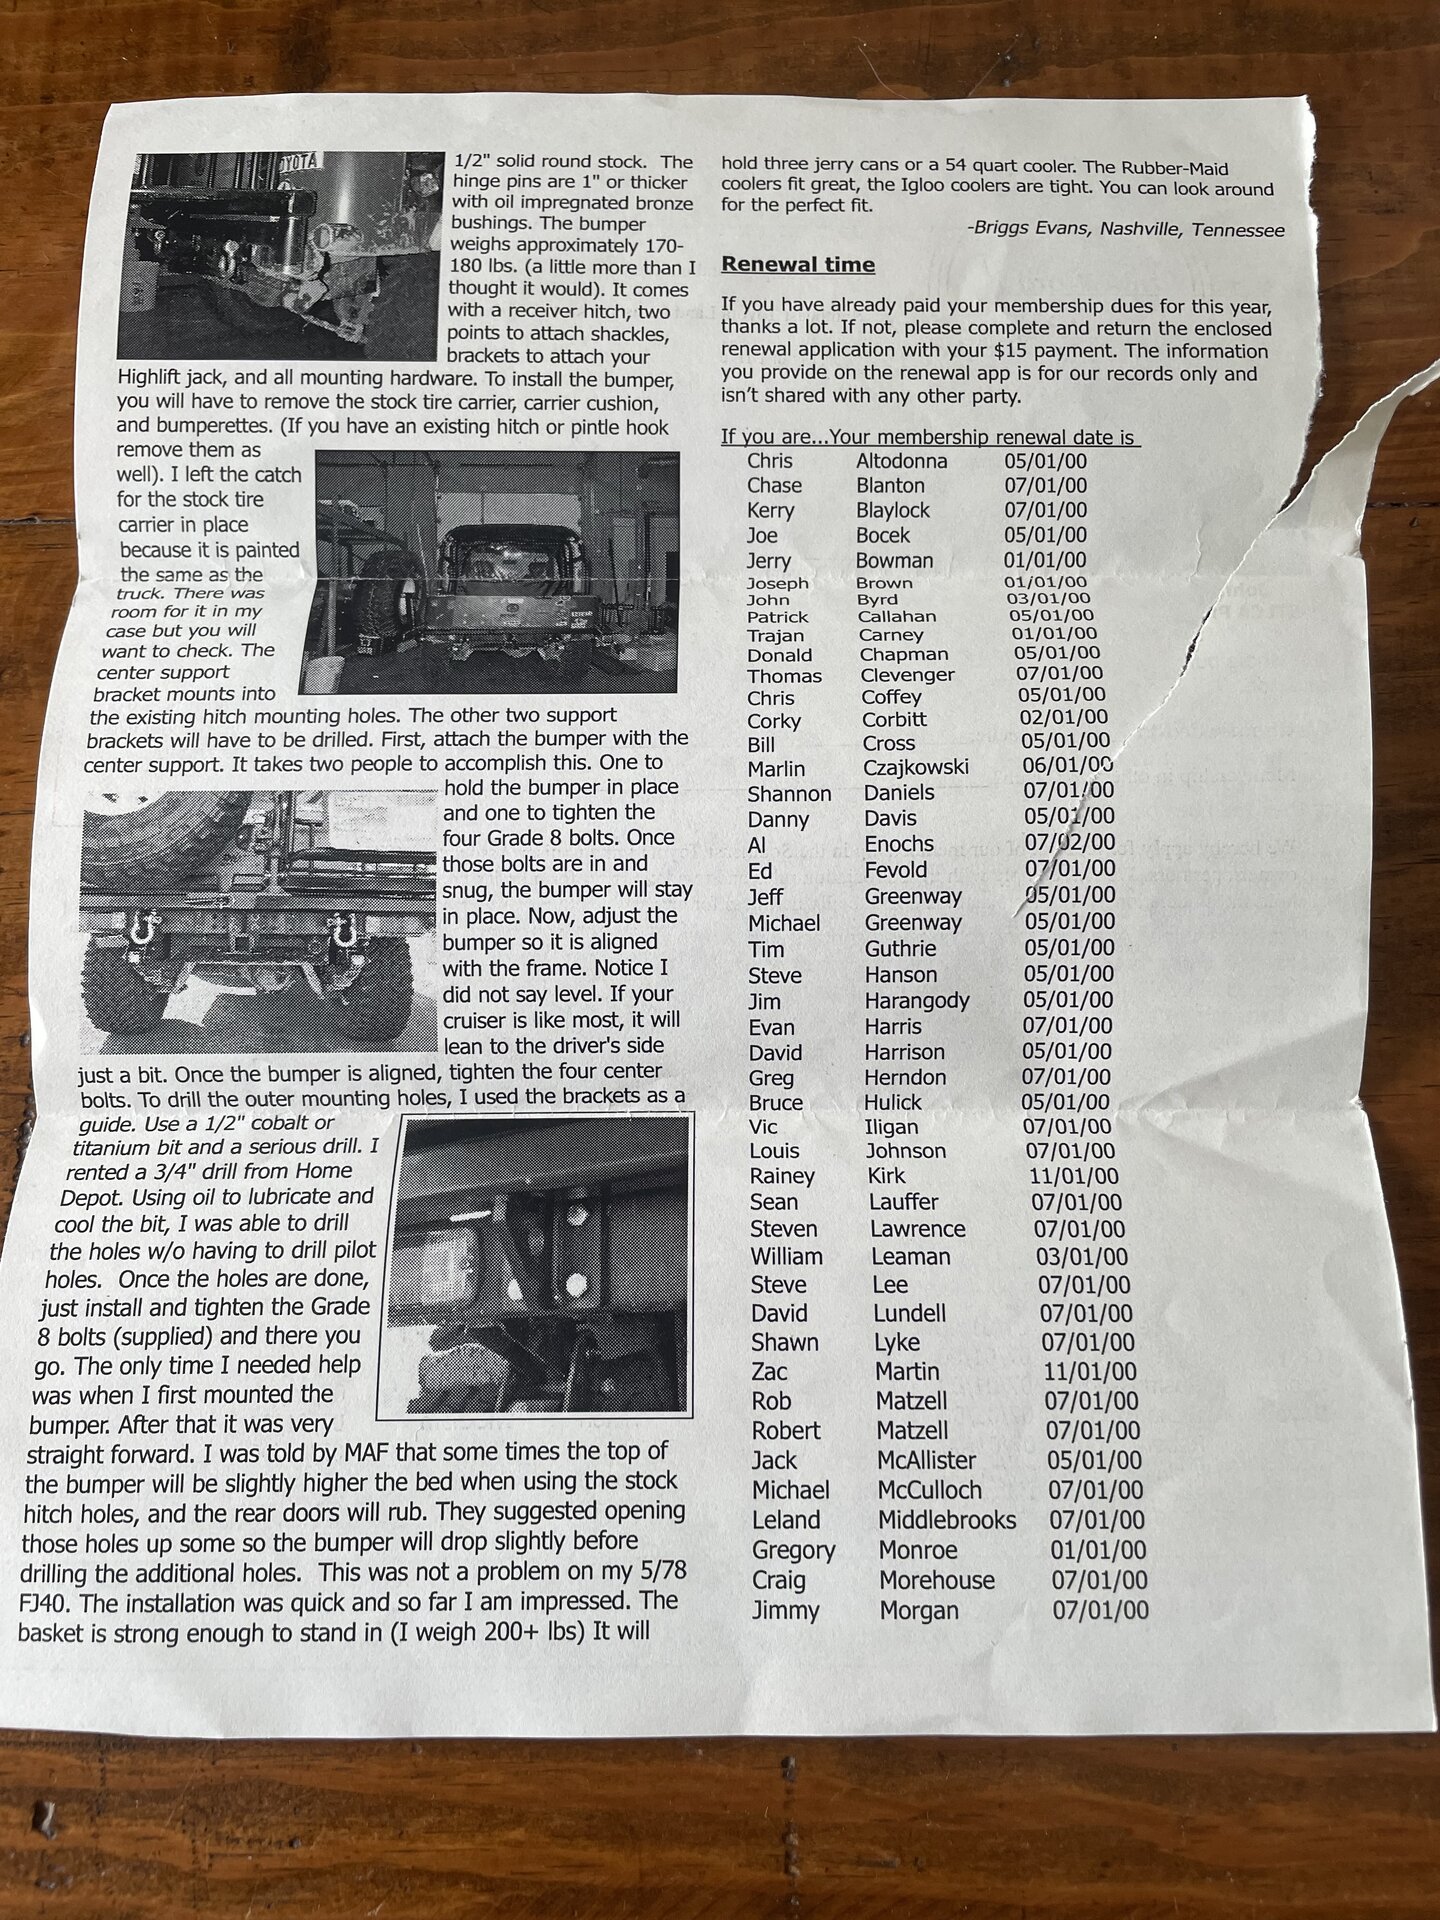 OYOTA
1/2" solid round stock. The
hinge pins are 1" or thicker
with oil impregnated bronze
bushings. The bumper
weighs approximately 170-
180 lbs. (a little more than I
thought it would). It comes
with a receiver hitch, two
points to attach shackles,
brackets to attach your
Highlift jack, and all mounting hardware. To install the bumper,
you will have to remove the stock tire carrier, carrier cushion,
and bumperettes. (If you have an existing hitch or pintle hook
remove them as
well). I left the catch
for the stock tire
carrier in place
because it is painted
the same as the
truck. There was
room for it in my
case but you will
want to check. The
center support
bracket mounts into
the existing hitch mounting holes. The other two support
brackets will have to be drilled. First, attach the bumper with the
center support. It takes two people to accomplish this. One to
hold the bumper in place
and one to tighten the
four Grade 8 bolts. Once
those bolts are in and
snug, the bumper will stay
in place. Now, adjust the
bumper so it is aligned
with the frame. Notice I
did not say level. If your
cruiser is like most, it will
lean to the driver's side
just a bit. Once the bumper is aligned, tighten the four center
bolts. To drill the outer mounting holes, I used the brackets as a
guide. Use a 1/2" cobalt or
titanium bit and a serious drill. I
rented a 3/4" drill from Home
Depot. Using oil to lubricate and
cool the bit, I was able to drill
the holes w/o having to drill pilot
holes. Once the holes are done,
just install and tighten the Grade
8 bolts (supplied) and there you
go. The only time I needed help
was when I first mounted the
bumper. After that it was very
straight forward. I was told by MAF that some times the top of
the bumper will be slightly higher the bed when using the stock
hitch holes, and the rear doors will rub. They suggested opening
those holes up some so the bumper will drop slightly before
drilling the additional holes. This was not a problem on my 5/78
FJ40. The installation was quick and so far I am impressed. The
basket is strong enough to stand in (I weigh 200+ lbs) It will
hold three jerry cans or a 54 quart cooler. The Rubber-Maid
coolers fit great, the Igloo coolers are tight. You can look around
for the perfect fit.
-Briggs Evans, Nashville, Tennessee
Renewal time
If you have already paid your membership dues for this year,
thanks a lot. If not, please complete and return the enclosed
renewal application with your $15 payment. The information
you provide on the renewal app is for our records only and
isn't shared with any other party.
If you are...Your membership renewal date is
Chris Altodonna 05/01/00
Chase Blanton 07/01/00
Kerry Blaylock 07/01/00
Joe Bocek 05/01/00
Jerry Bowman 01/01/00
Joseph Brown 01/01/00
John Byrd 03/01/00
Patrick Callahan 05/01/00
Trajan Carney 01/01/00
Donald Chapman 05/01/00
Thomas Clevenger 07/01/00
Chris Coffey 05/01/00
Corky Corbitt 02/01/00
Bill Cross 05/01/00
Marlin Czajkowski 06/01/00
Shannon Daniels 07/01/00
Danny Davis 05/01/00
Al Enochs 07/02/00
Ed Fevold 07/01/00
Jeff Greenway 05/01/00
Michael Greenway 05/01/00
Tim Guthrie 05/01/00
Steve Hanson 05/01/00
Jim Harangody 05/01/00
Evan Harris 07/01/00
David Harrison 05/01/00
Greg Herndon 07/01/00
Bruce Hulick 05/01/00
Vic Iligan 07/01/00
Louis Johnson 07/01/00
Rainey Kirk 11/01/00
Sean Lauffer 07/01/00
Steven Lawrence 07/01/00
William Leaman 03/01/00
Steve Lee 07/01/00
David Lundell 07/01/00
Shawn Lyke 07/01/00
Zac Martin 11/01/00
Rob Matzell 07/01/00
Robert Matzell 07/01/00
Jack McAllister 05/01/00
Michael McCulloch 07/01/00
Leland Middlebrooks 07/01/00
Gregory Monroe 01/01/00
Craig Morehouse 07/01/00
Jimmy Morgan 07/01/00